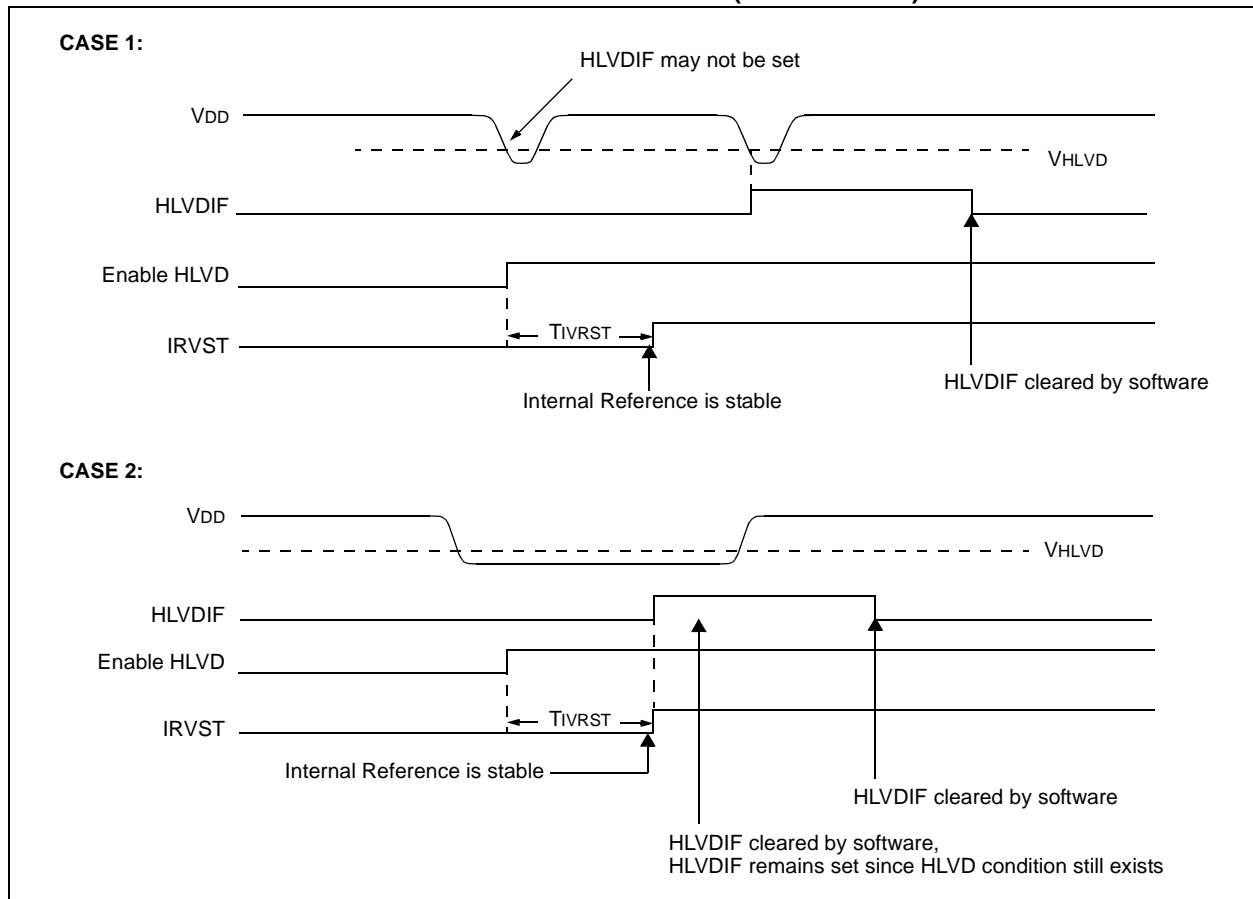 CASE 1:
HLVDIF may not be set
VDD
VHLVD
HLVDIF
Enable HLVD
TIVRST
IRVST
HLVDIF cleared by software
Internal Reference is stable
CASE 2:
VDD
VHLVD
HLVDIF
Enable HLVD
TIVRST
IRVST
Internal Reference is stable
HLVDIF cleared by software
HLVDIF cleared by software,
HLVDIF remains set since HLVD condition still exists